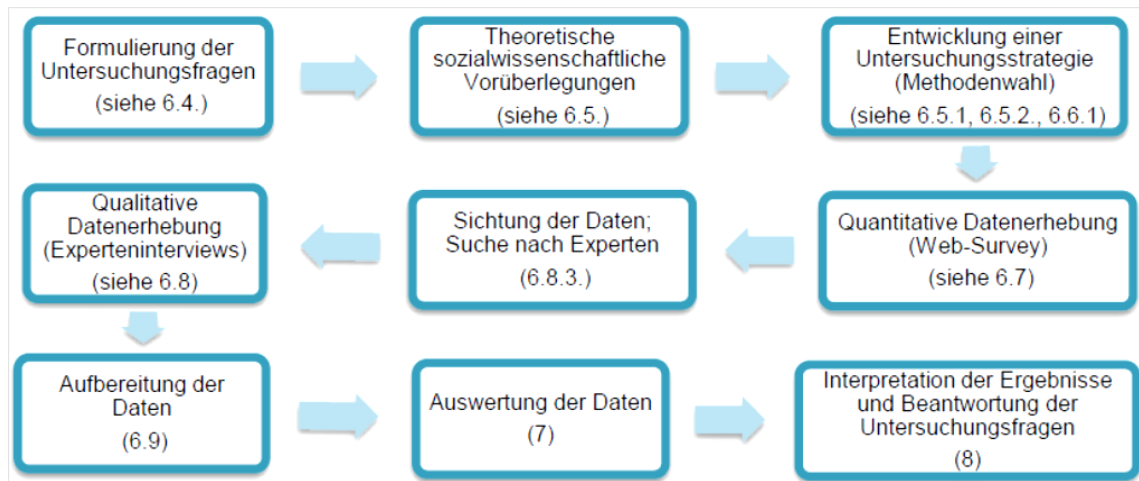 Formulierung der
Untersuchungsfragen
(siehe 6.4.)
Theoretische
sozialwissenschaftliche
Vorüberlegungen
(siehe 6.5.)
Entwicklung einer
Untersuchungsstrategie
(Methodenwahl)
(siehe 6.5.1, 6.5.2., 6.6.1)
Quantitative Datenerhebung
(Web-Survey)
(siehe 6.7)
Sichtung der Daten;
Suche nach Experten
(6.8.3.)
Qualitative
Datenerhebung
(Experteninterviews)
(siehe 6.8)
Aufbereitung der
Daten
(6.9)
Auswertung der Daten
(7)
Interpretation der Ergebnisse
und Beantwortung der
Untersuchungsfragen
(8)